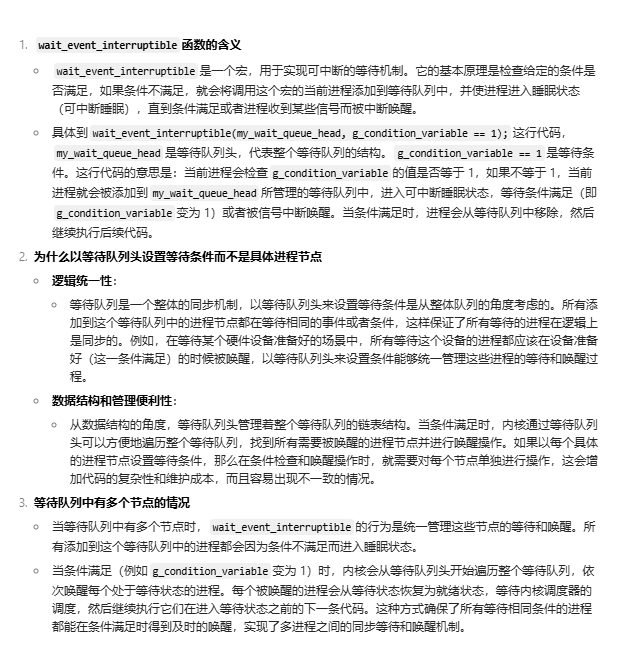 1. wait_event_interruptible 函数的含义
wait_event_interruptible 是一个宏，用于实现可中断的等待机制。它的基本原理是检查给定的条件是
否满足，如果条件不满足，就会将调用这个宏的当前进程添加到等待队列中，并使进程进入睡眠状态
（可中断睡眠），直到条件满足或者进程收到某些信号而被中断唤醒。
具体到 wait_event_interruptible(my_wait_queue_head, g_condition_variable == 1); 这行代码，
my_wait_queue_head 是等待队列头，代表整个等待队列的结构。 g_condition_variable == 1 是等待条
件。这行代码的意思是：当前进程会检查 g_condition_variable 的值是否等于 1，如果不等于 1，当前
进程就会被添加到 my_wait_queue_head 所管理的等待队列中，进入可中断睡眠状态，等待条件满足（即
g_condition_variable 变为 1）或者被信号中断唤醒。当条件满足时，进程会从等待队列中移除，然后
继续执行后续代码。
2. 为什么以等待队列头设置等待条件而不是具体进程节点
逻辑统一性：
等待队列是一个整体的同步机制，以等待队列头来设置等待条件是从整体队列的角度考虑的。所有添
加到这个等待队列中的进程节点都在等待相同的事件或者条件，这样保证了所有等待的进程在逻辑上
是同步的。例如，在等待某个硬件设备准备好的场景中，所有等待这个设备的进程都应该在设备准备
好（这一条件满足）的时候被唤醒，以等待队列头来设置条件能够统一管理这些进程的等待和唤醒过
程。
数据结构和管理便利性：
从数据结构的角度，等待队列头管理着整个等待队列的链表结构。当条件满足时，内核通过等待队列
头可以方便地遍历整个等待队列，找到所有需要被唤醒的进程节点并进行唤醒操作。如果以每个具体
的进程节点设置等待条件，那么在条件检查和唤醒操作时，就需要对每个节点单独进行操作，这会增
加代码的复杂性和维护成本，而且容易出现不一致的情况。
3. 等待队列中有多个节点的情况
当等待队列中有多个节点时， wait_event_interruptible 的行为是统一管理这些节点的等待和唤醒。所
有添加到这个等待队列中的进程都会因为条件不满足而进入睡眠状态。
当条件满足（例如 g_condition_variable 变为 1）时，内核会从等待队列头开始遍历整个等待队列，依
次唤醒每个处于等待状态的进程。每个被唤醒的进程会从等待状态恢复为就绪状态，等待内核调度器的
调度，然后继续执行它们在进入等待状态之前的下一条代码。这种方式确保了所有等待相同条件的进程
都能在条件满足时得到及时的唤醒，实现了多进程之间的同步等待和唤醒机制。